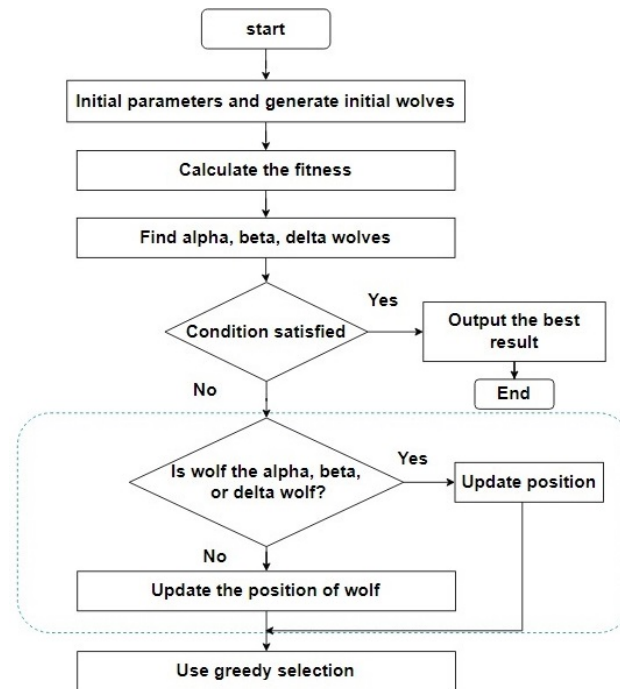 start
Initial parameters and generate initial wolves
Calculate the fitness
Find alpha, beta, delta wolves
Yes
Condition satisfied
Output the best
result
No
End
Is wolf the alpha, beta,
or delta wolf?
Yes
Update position
No
Update the position of wolf
Use greedy selection